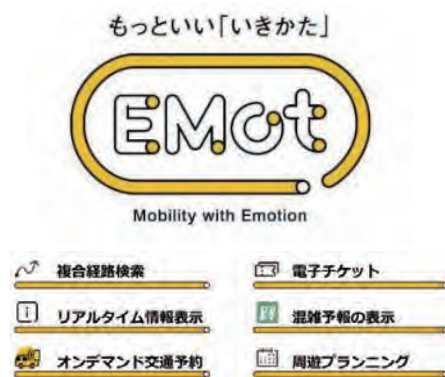 もっといい「いきかた」
EMot
Mobility with Emotion
複合経路検索
電子チケット
リアルタイム情報表示
混雑予報の表示
オンデマンド交通予約
周遊プランニング